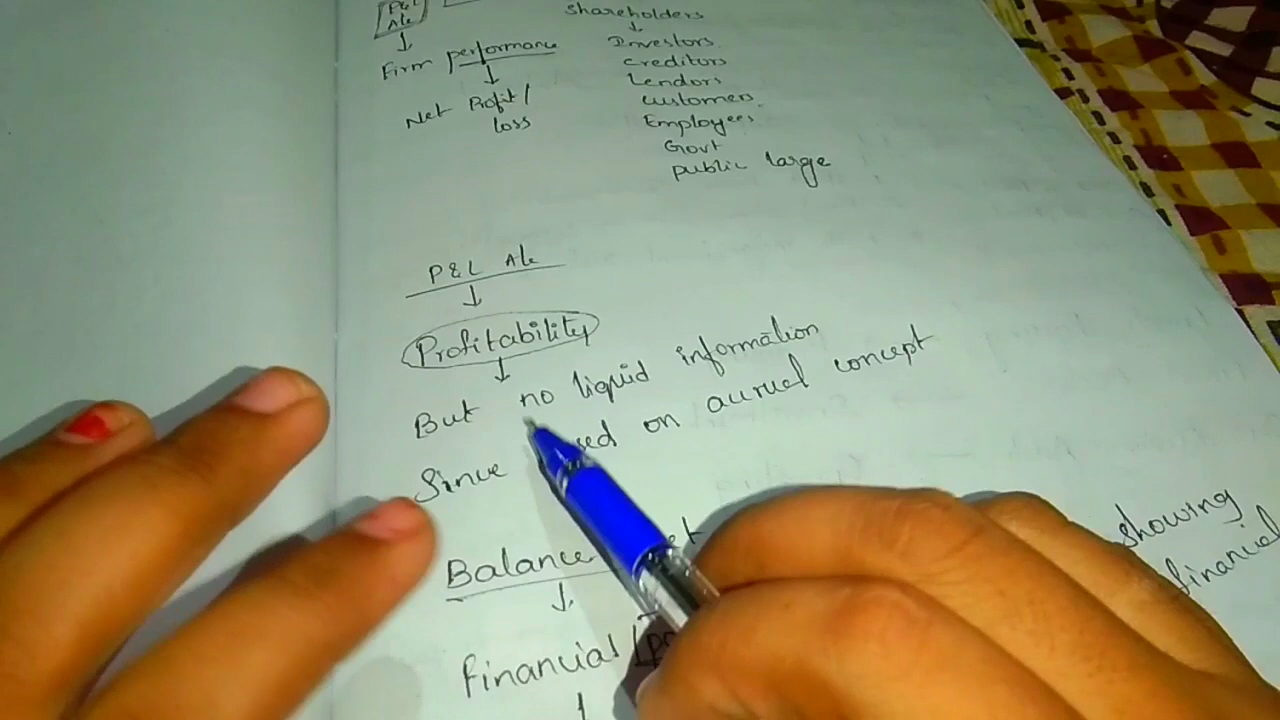 P&L
A/c
Firm performance
Net Profit/
loss
Shareholders
Investors
creditors
Lendors
customers
Employees
Govt
public large
P&L A/c
Profitability
But no liquid information
Since on accrual concept
Balance
showing
financial
Financial